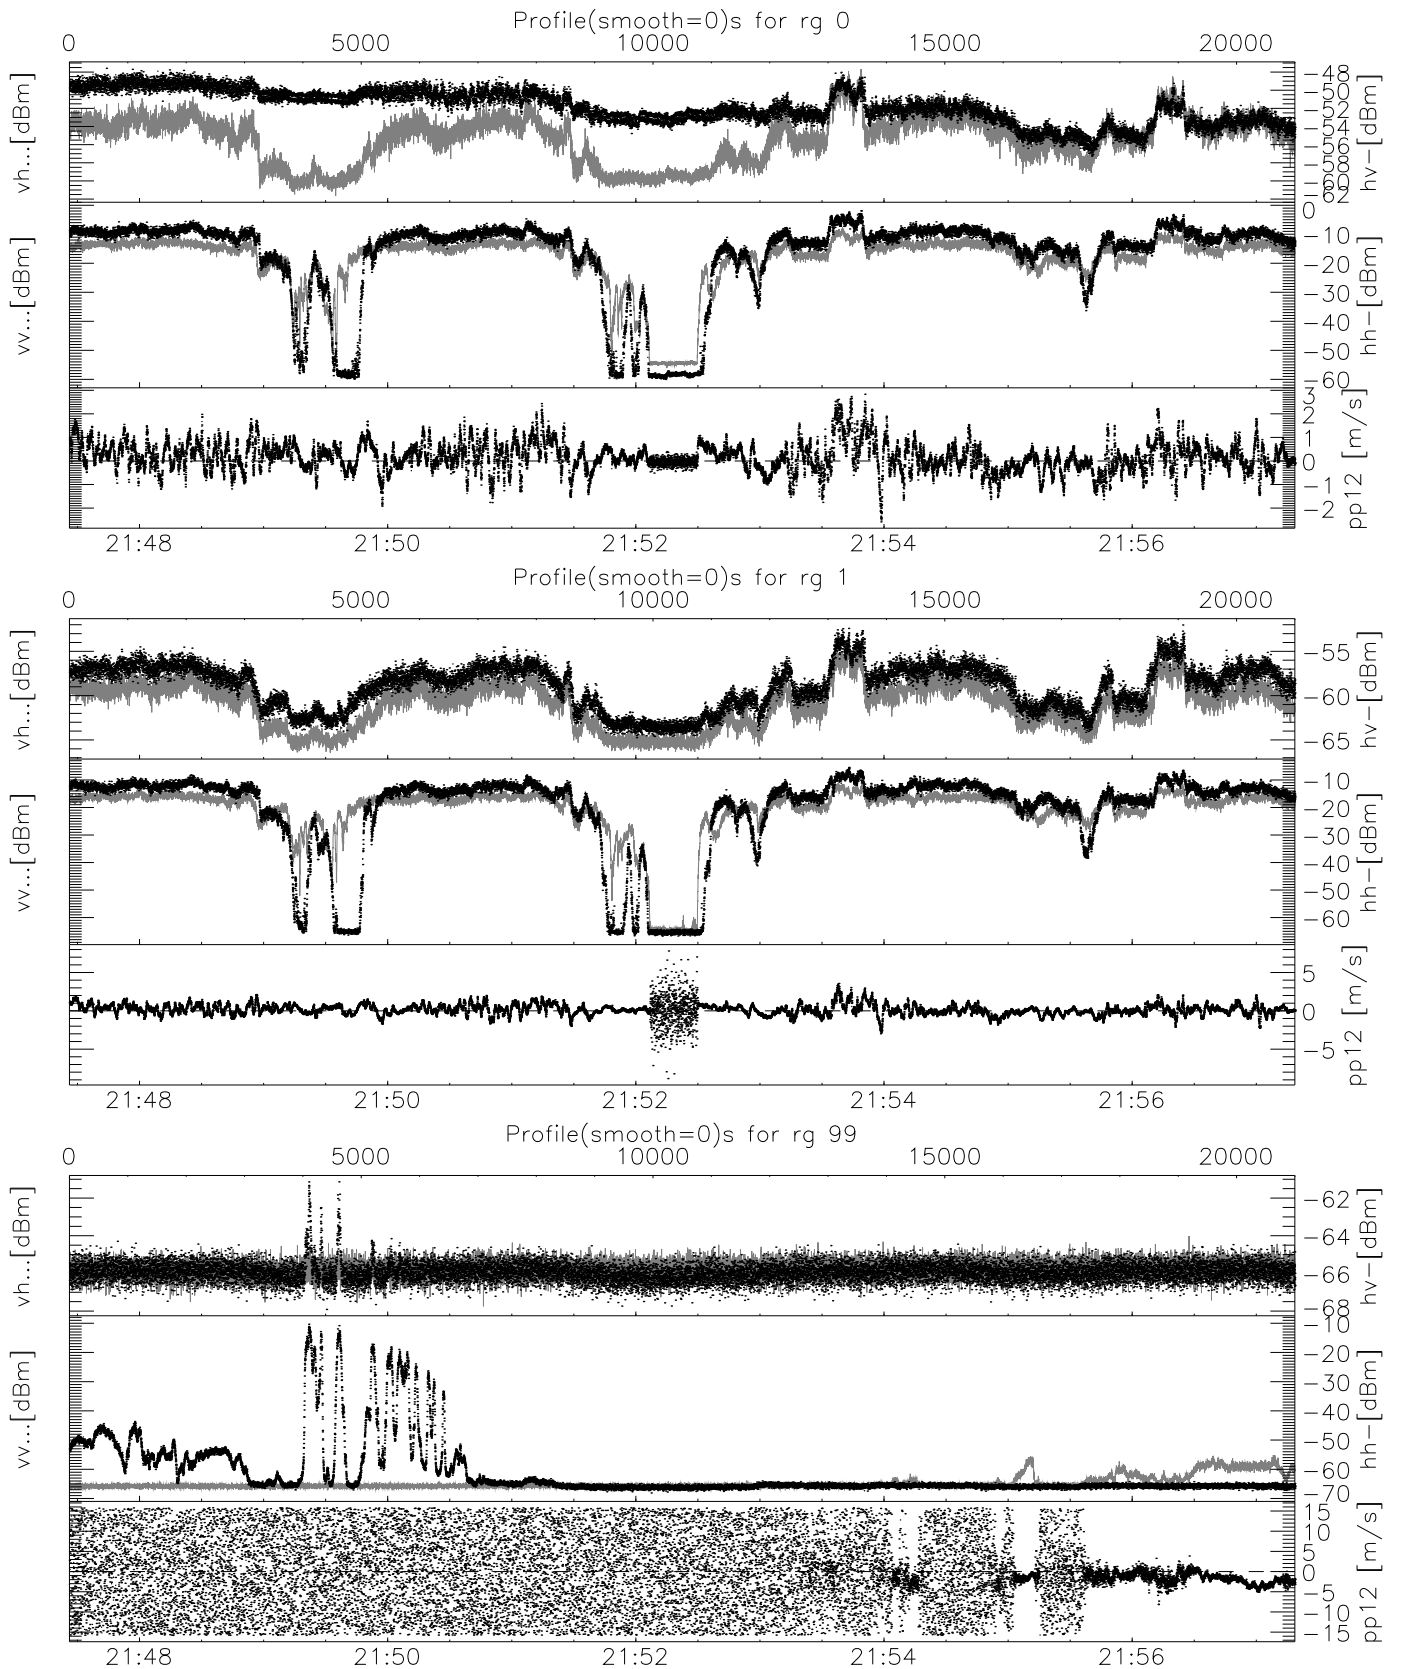 Profile(smooth=0)s for rg 0
0 5000 10000 15000 20000
vh...[dBm]
-48
-50
-52
-54
-56
-58
-60
-62
hv-[dBm]
vv...[dBm]
0
-10
-20
-30
-40
-50
-60
hh-[dBm]
3
2
1
0
-1
-2
pp12 [m/s]
21:48 21:50 21:52 21:54 21:56
Profile(smooth=0)s for rg 1
0 5000 10000 15000 20000
vh...[dBm]
-55
-60
-65
hv-[dBm]
vv...[dBm]
-10
-20
-30
-40
-50
-60
hh-[dBm]
5
0
-5
pp12 [m/s]
21:48 21:50 21:52 21:54 21:56
Profile(smooth=0)s for rg 99
0 5000 10000 15000 20000
vh...[dBm]
-62
-64
-66
-68
hv-[dBm]
vv...[dBm]
-10
-20
-30
-40
-50
-60
-70
hh-[dBm]
15
10
5
0
-5
-10
-15
pp12 [m/s]
21:48 21:50 21:52 21:54 21:56